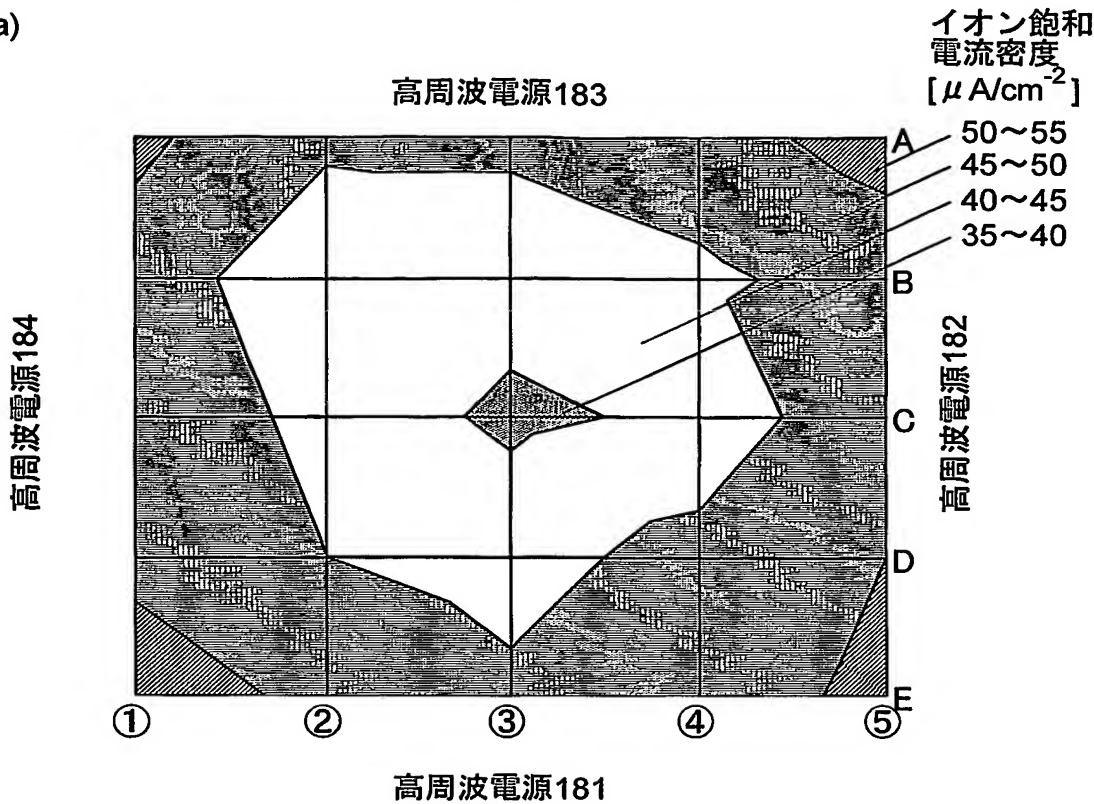 a)
イオン飽和
電流密度
[μA/cm-2]
高周波電源183
50～55
45～50
40～45
35～40
A
B
C
D
E
高周波電源184
高周波電源182
① ② ③ ④ ⑤
高周波電源181